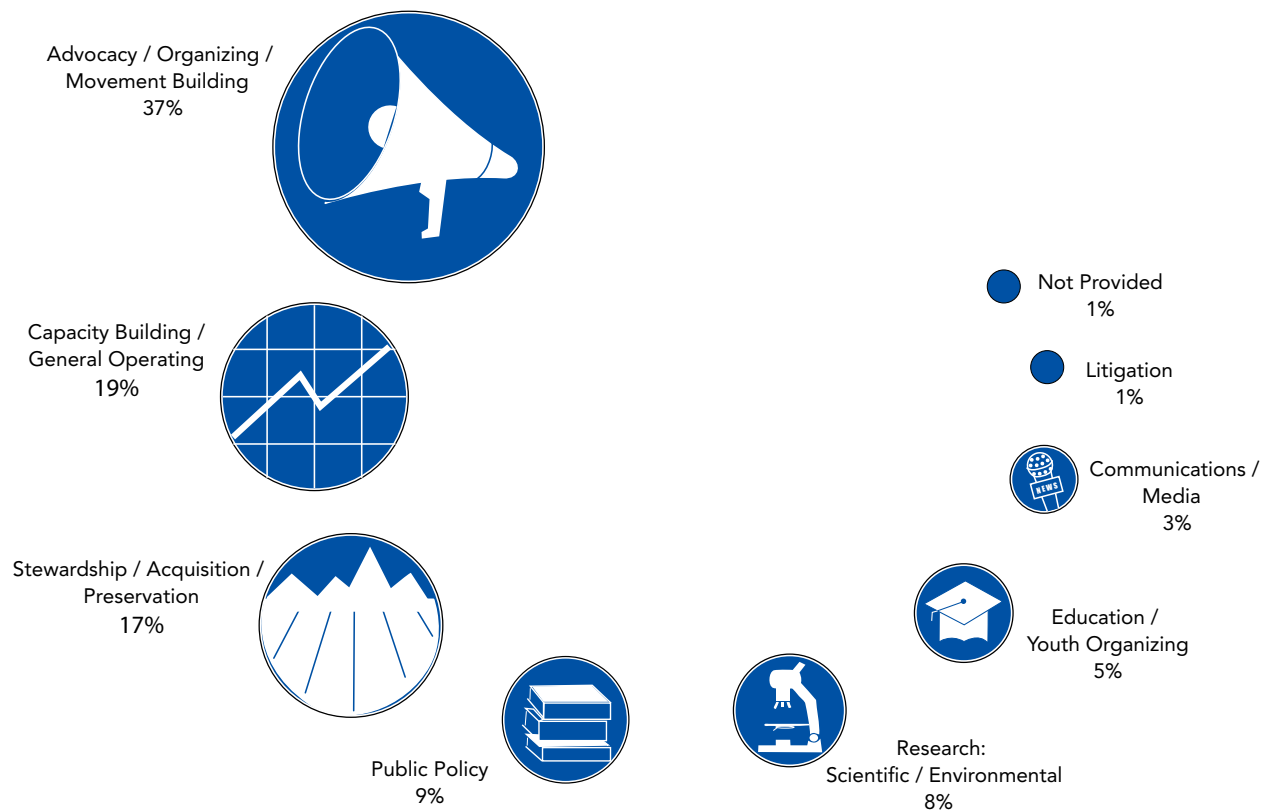 Advocacy / Organizing /
Movement Building
37%
Capacity Building /
General Operating
19%
Stewardship / Acquisition /
Preservation
17%
Public Policy
9%
Research:
Scientific / Environmental
8%
Education /
Youth Organizing
5%
NEWS
Communications /
Media
3%
Litigation
1%
Not Provided
1%